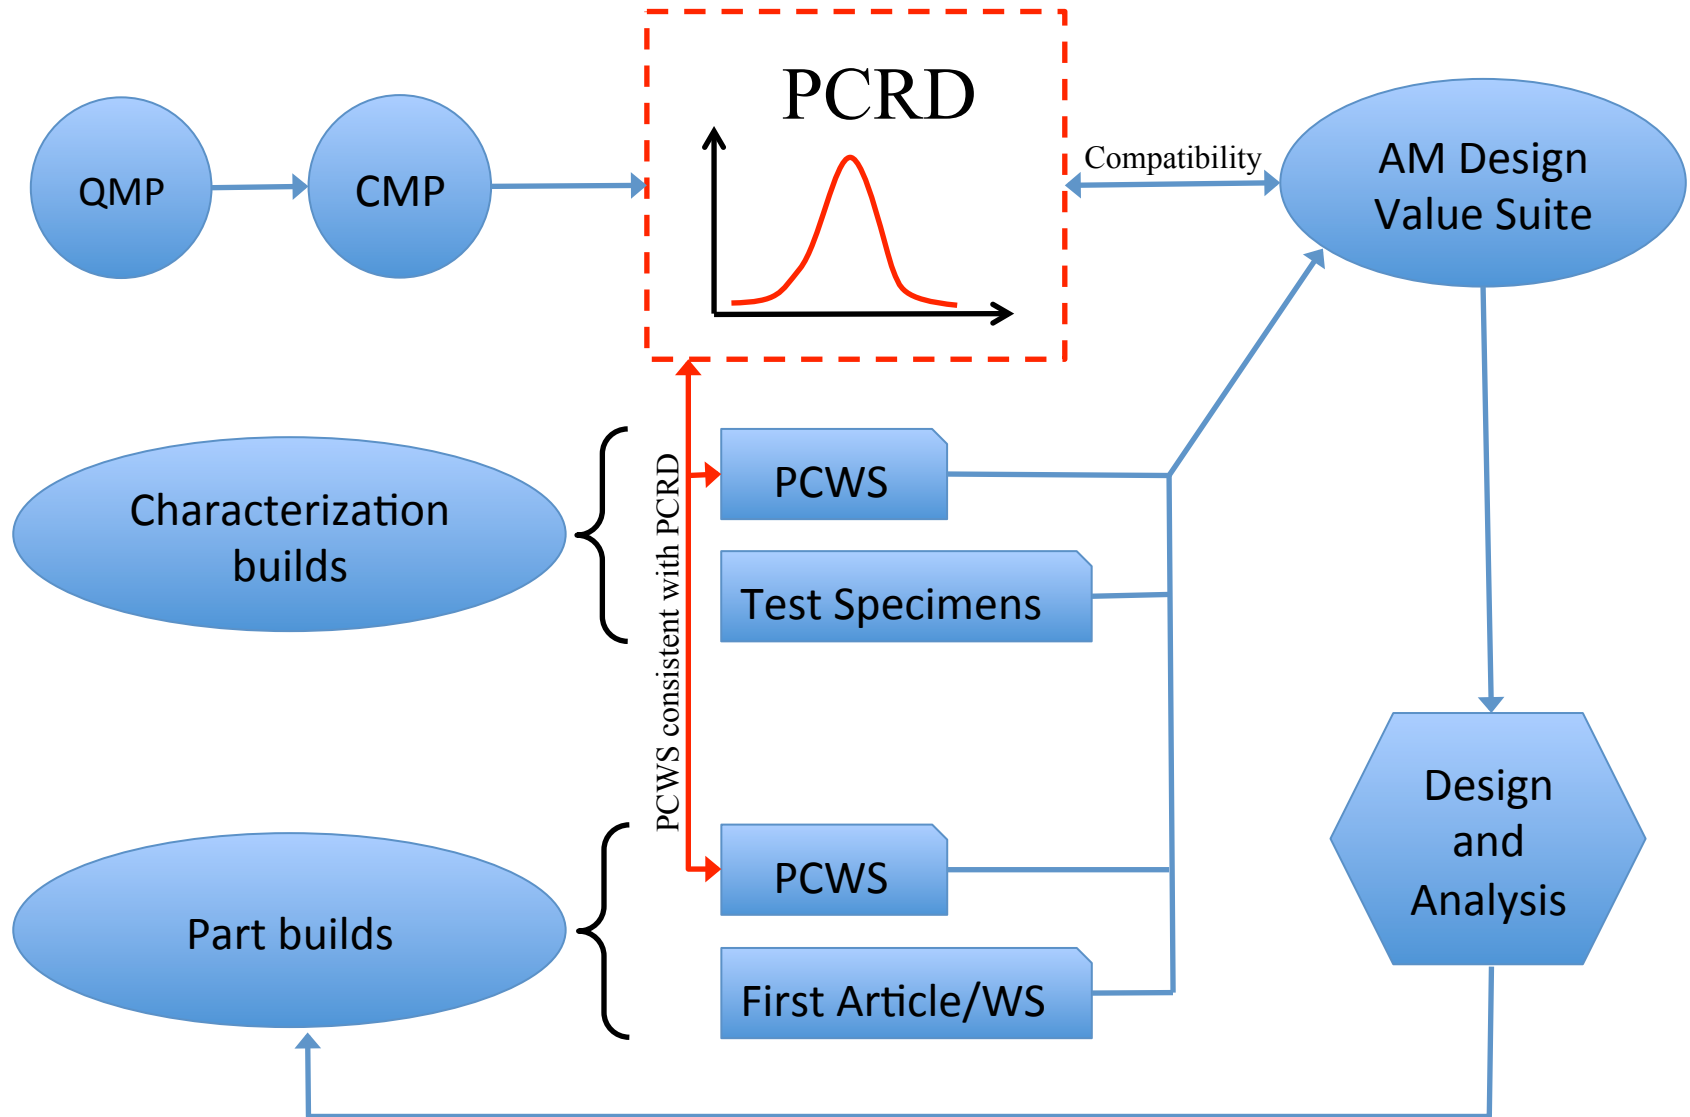 PCRD
QMP
CMP
Compatibility
AM Design
Value Suite
Characterization
builds
PCWS
Test Specimens
PCWS consistent with PCRD
Part builds
PCWS
First Article/WS
Design
and
Analysis